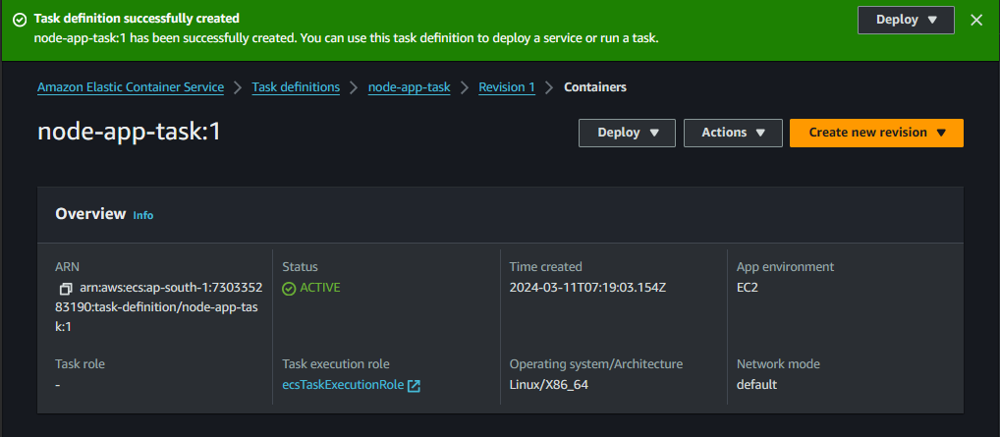 Task definition successfully created
node-app-task:1 has been successfully created. You can use this task definition to deploy a service or run a task.
Deploy
Amazon Elastic Container Service > Task definitions > node-app-task > Revision 1 > Containers
node-app-task:1
Deploy
Actions
Create new revision
Overview Info
ARN
arn:aws:ecs:ap-south-1:7303352
83190:task-definition/node-app-tas
k:1
Status
ACTIVE
Time created
2024-03-11T07:19:03.154Z
App environment
EC2
Task role
-
Task execution role
ecsTaskExecutionRole
Operating system/Architecture
Linux/X86_64
Network mode
default